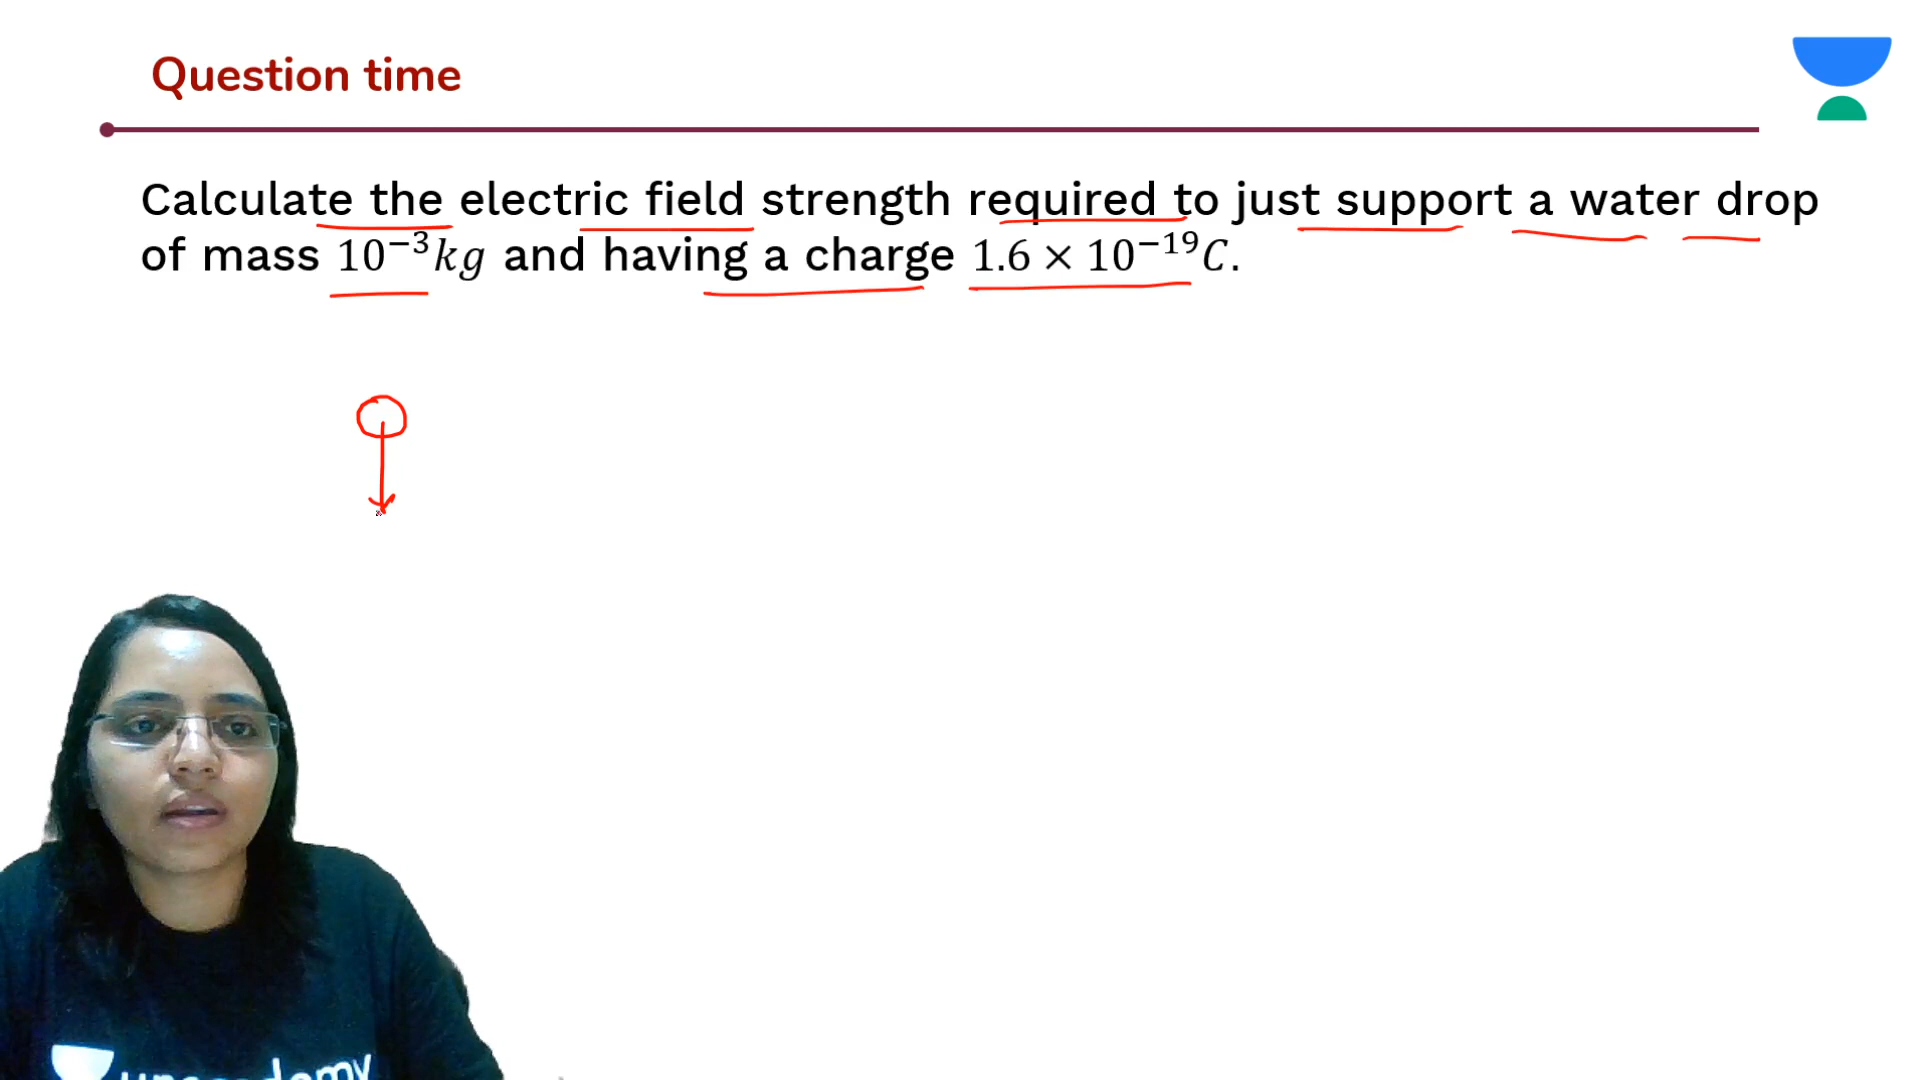 Question time
Calculate the electric field strength required to just support a water drop
of mass 10⁻³kg and having a charge 1.6 × 10⁻¹⁹C.
unacademy